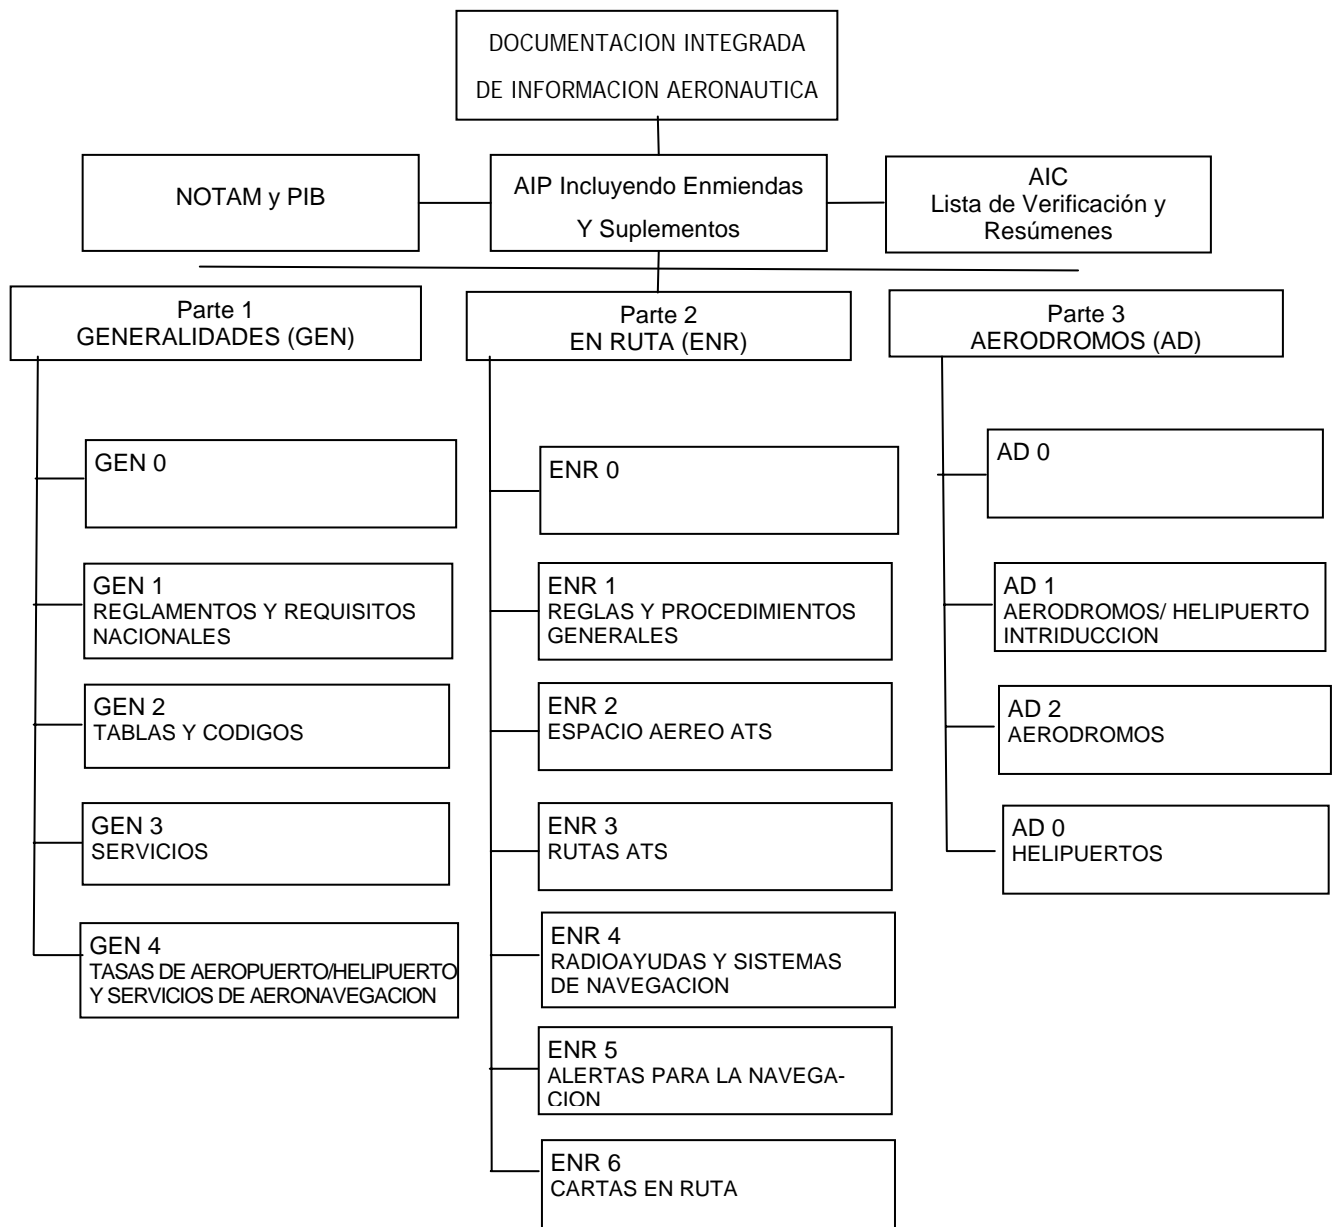 DOCUMENTACION INTEGRADA
DE INFORMACION AERONAUTICA
NOTAM y PIB
AIP Incluyendo Enmiendas
Y Suplementos
AIC
Lista de Verificación y
Resúmenes
Parte 1
GENERALIDADES (GEN)
Parte 2
EN RUTA (ENR)
Parte 3
AERODROMOS (AD)
GEN 0
GEN 1
REGLAMENTOS Y REQUISITOS
NACIONALES
GEN 2
TABLAS Y CODIGOS
GEN 3
SERVICIOS
GEN 4
TASAS DE AEROPUERTO/HELIPUERTO
Y SERVICIOS DE AERONAVEGACION
ENR 0
ENR 1
REGLAS Y PROCEDIMIENTOS
GENERALES
ENR 2
ESPACIO AEREO ATS
ENR 3
RUTAS ATS
ENR 4
RADIOAYUDAS Y SISTEMAS
DE NAVEGACION
ENR 5
ALERTAS PARA LA NAVEGA-
CION
ENR 6
CARTAS EN RUTA
AD 0
AD 1
AERODROMOS/ HELIPUERTO
INTRIDUCCION
AD 2
AERODROMOS
AD 0
HELIPUERTOS